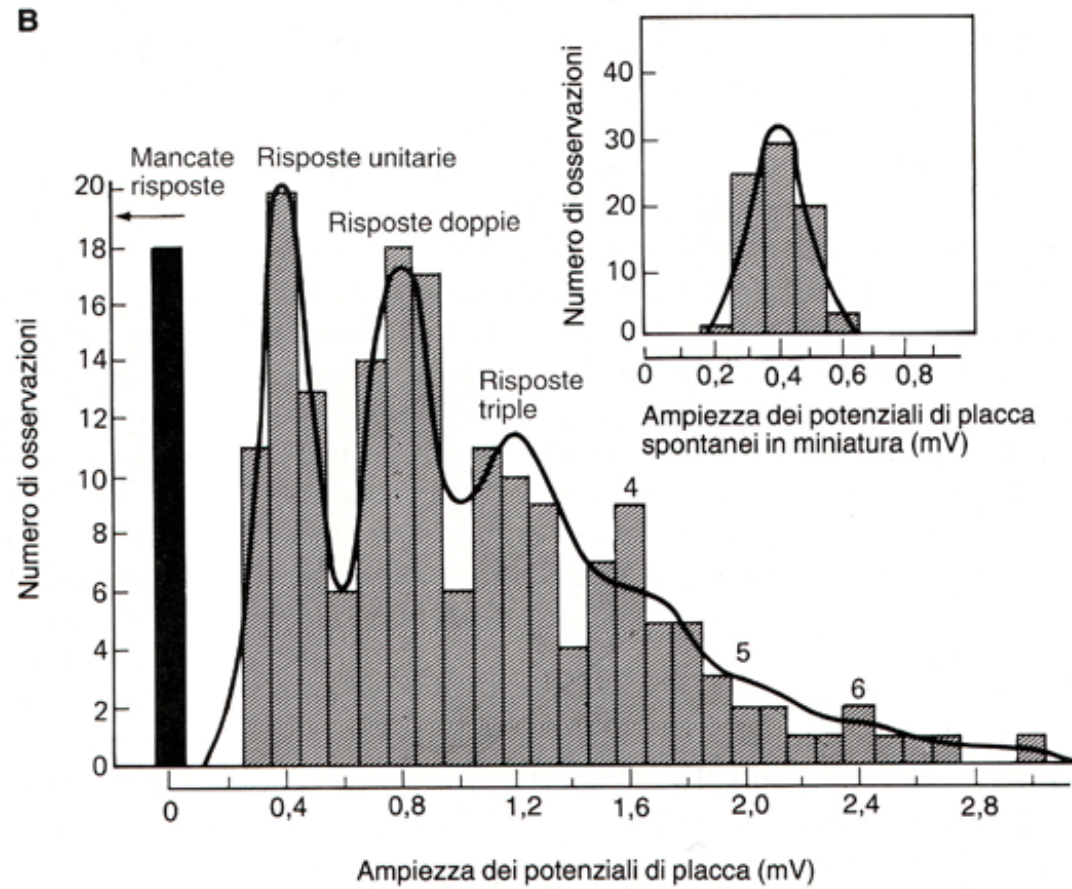 B
Numero di osservazioni
20
18
16
14
12
10
8
6
4
2
0
Mancate
risposte
Risposte unitarie
Risposte doppie
Risposte
triple
4
5
6
0
0,4
0,8
1,2
1,6
2,0
2,4
2,8
Ampiezza dei potenziali di placca (mV)
Numero di osservazioni
40
30
20
10
0
0
0,2
0,4
0,6
0,8
Ampiezza dei potenziali di placca
spontanei in miniatura (mV)